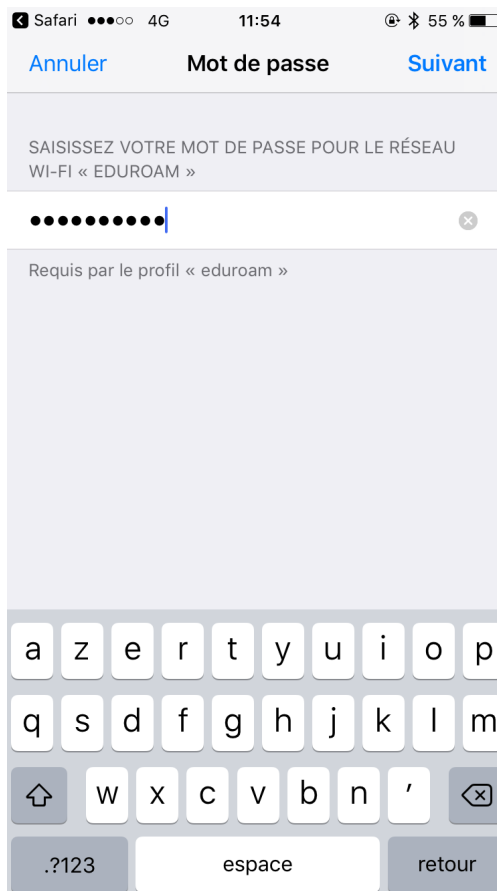 Safari 4G 11:54 55 %
Annuler Mot de passe Suivant
SAISISSEZ VOTRE MOT DE PASSE POUR LE RÉSEAU
WI-FI « EDUROAM »
••••••••••
Requis par le profil « eduroam »
a z e r t y u i o p
q s d f g h j k l m
w x c v b n ’
.?123 espace retour